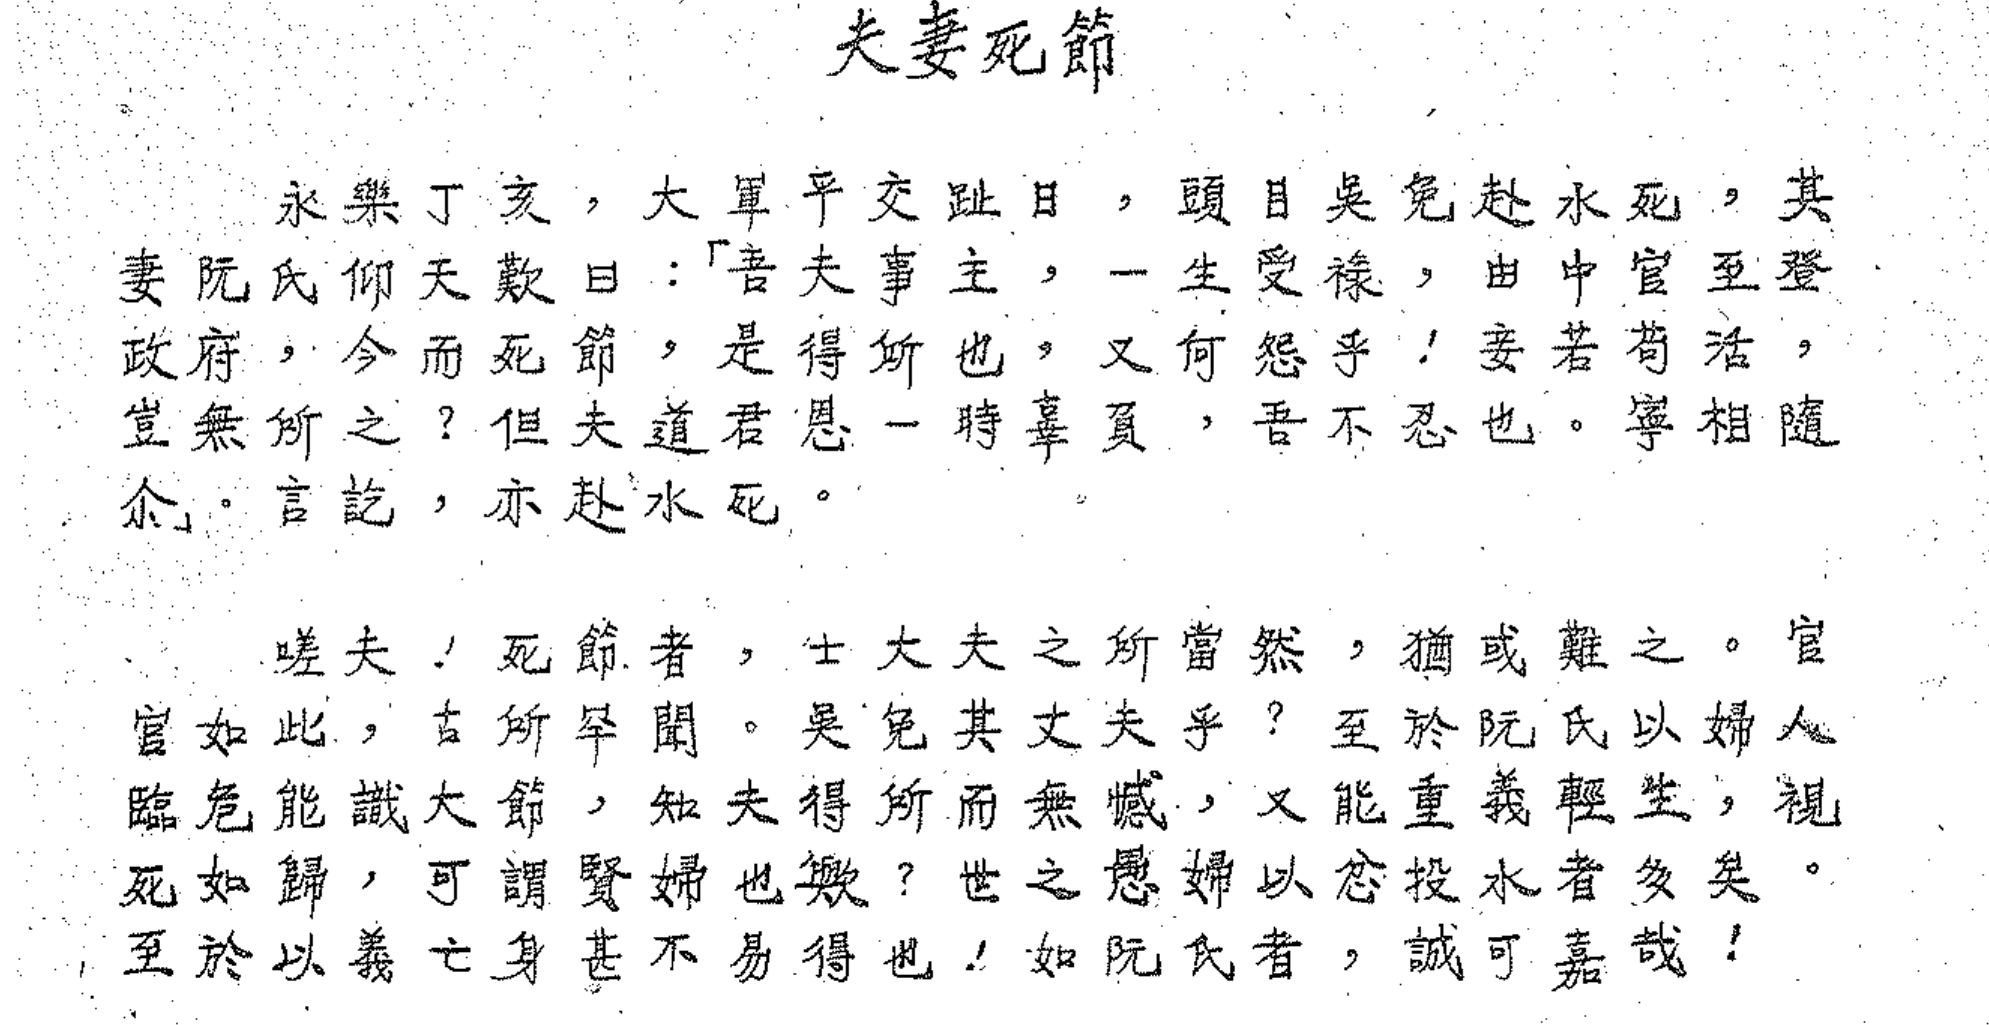 夫妻死節
永樂丁亥，大軍平交趾日，頭目吳免赴水死，其
妻阮氏仰天歎曰：「吾夫事主，一生受祿，由中官至登
政府，今而死節，是得所也，又何怨乎！妾若苟活，
豈無所之？但夫道君恩一時辜負，吾不忍也。寧相隨
尒」。言訖，亦赴水死。
嗟夫！死節者，士大夫之所當然，猶或難之。官
官如此，古所罕聞。吳免其丈夫乎？至於阮氏以婦人
臨危能識大節，知夫得所而無憾，又能重義輕生，視
死如歸，可謂賢婦也歟？世之愚婦以忿投水者多矣。
至於以義亡身甚不易得也！如阮氏者，誠可嘉哉！